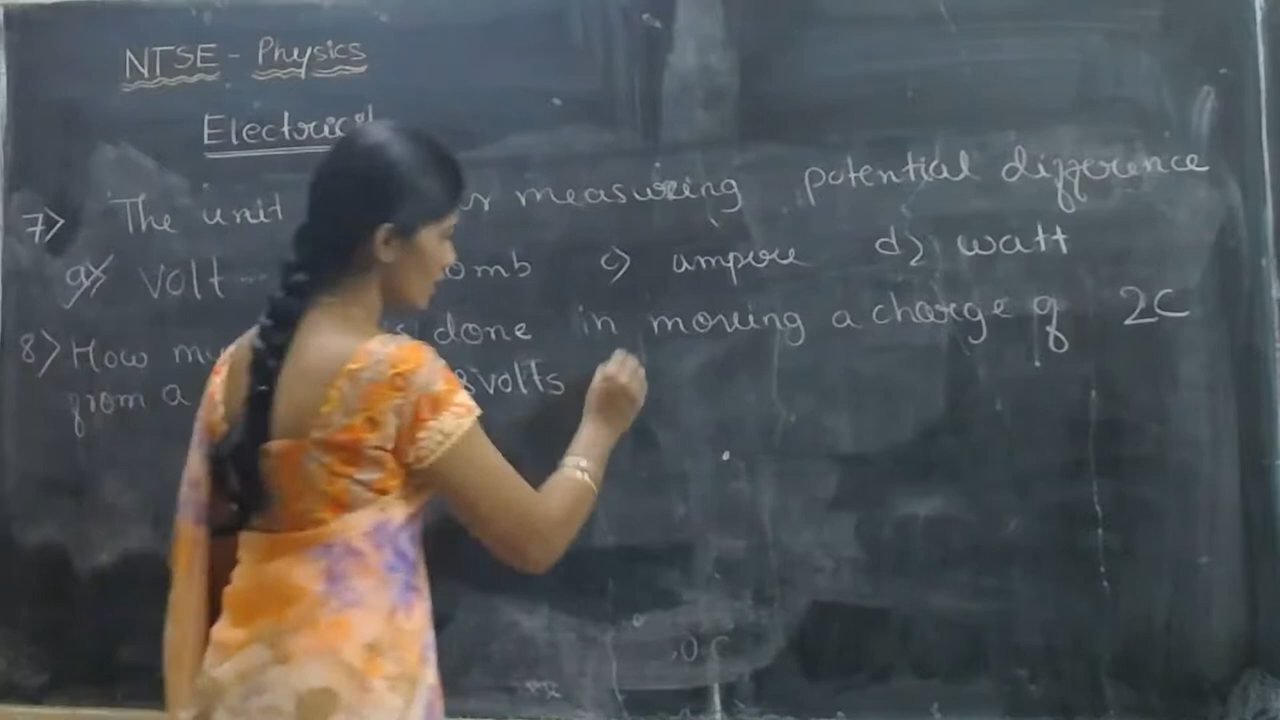 NTSE - Physics
Electrical
7> The unit measuring potential difference
a> Volt omb c> ampere d> watt
8> How done in moving a charge of 2C
from a 8 volts